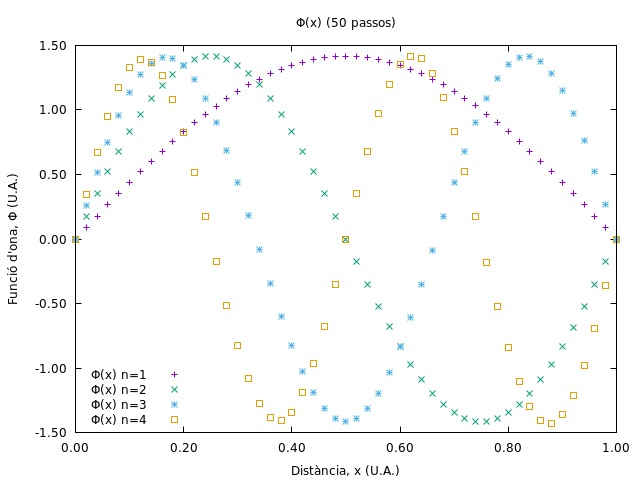 Φ(x) (50 passos)
1.50
1.00
0.50
0.00
-0.50
-1.00
-1.50
Funció d'ona, Φ (U.A.)
Φ(x) n=1
Φ(x) n=2
Φ(x) n=3
Φ(x) n=4
0.00 0.20 0.40 0.60 0.80 1.00
Distància, x (U.A.)